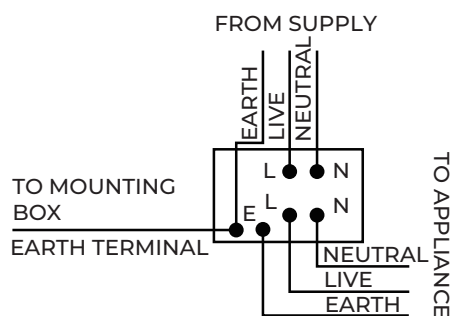 FROM SUPPLY
EARTH
LIVE
NEUTRAL
L N
L N
E
TO MOUNTING
BOX
EARTH TERMINAL
NEUTRAL
LIVE
EARTH
TO APPLIANCE